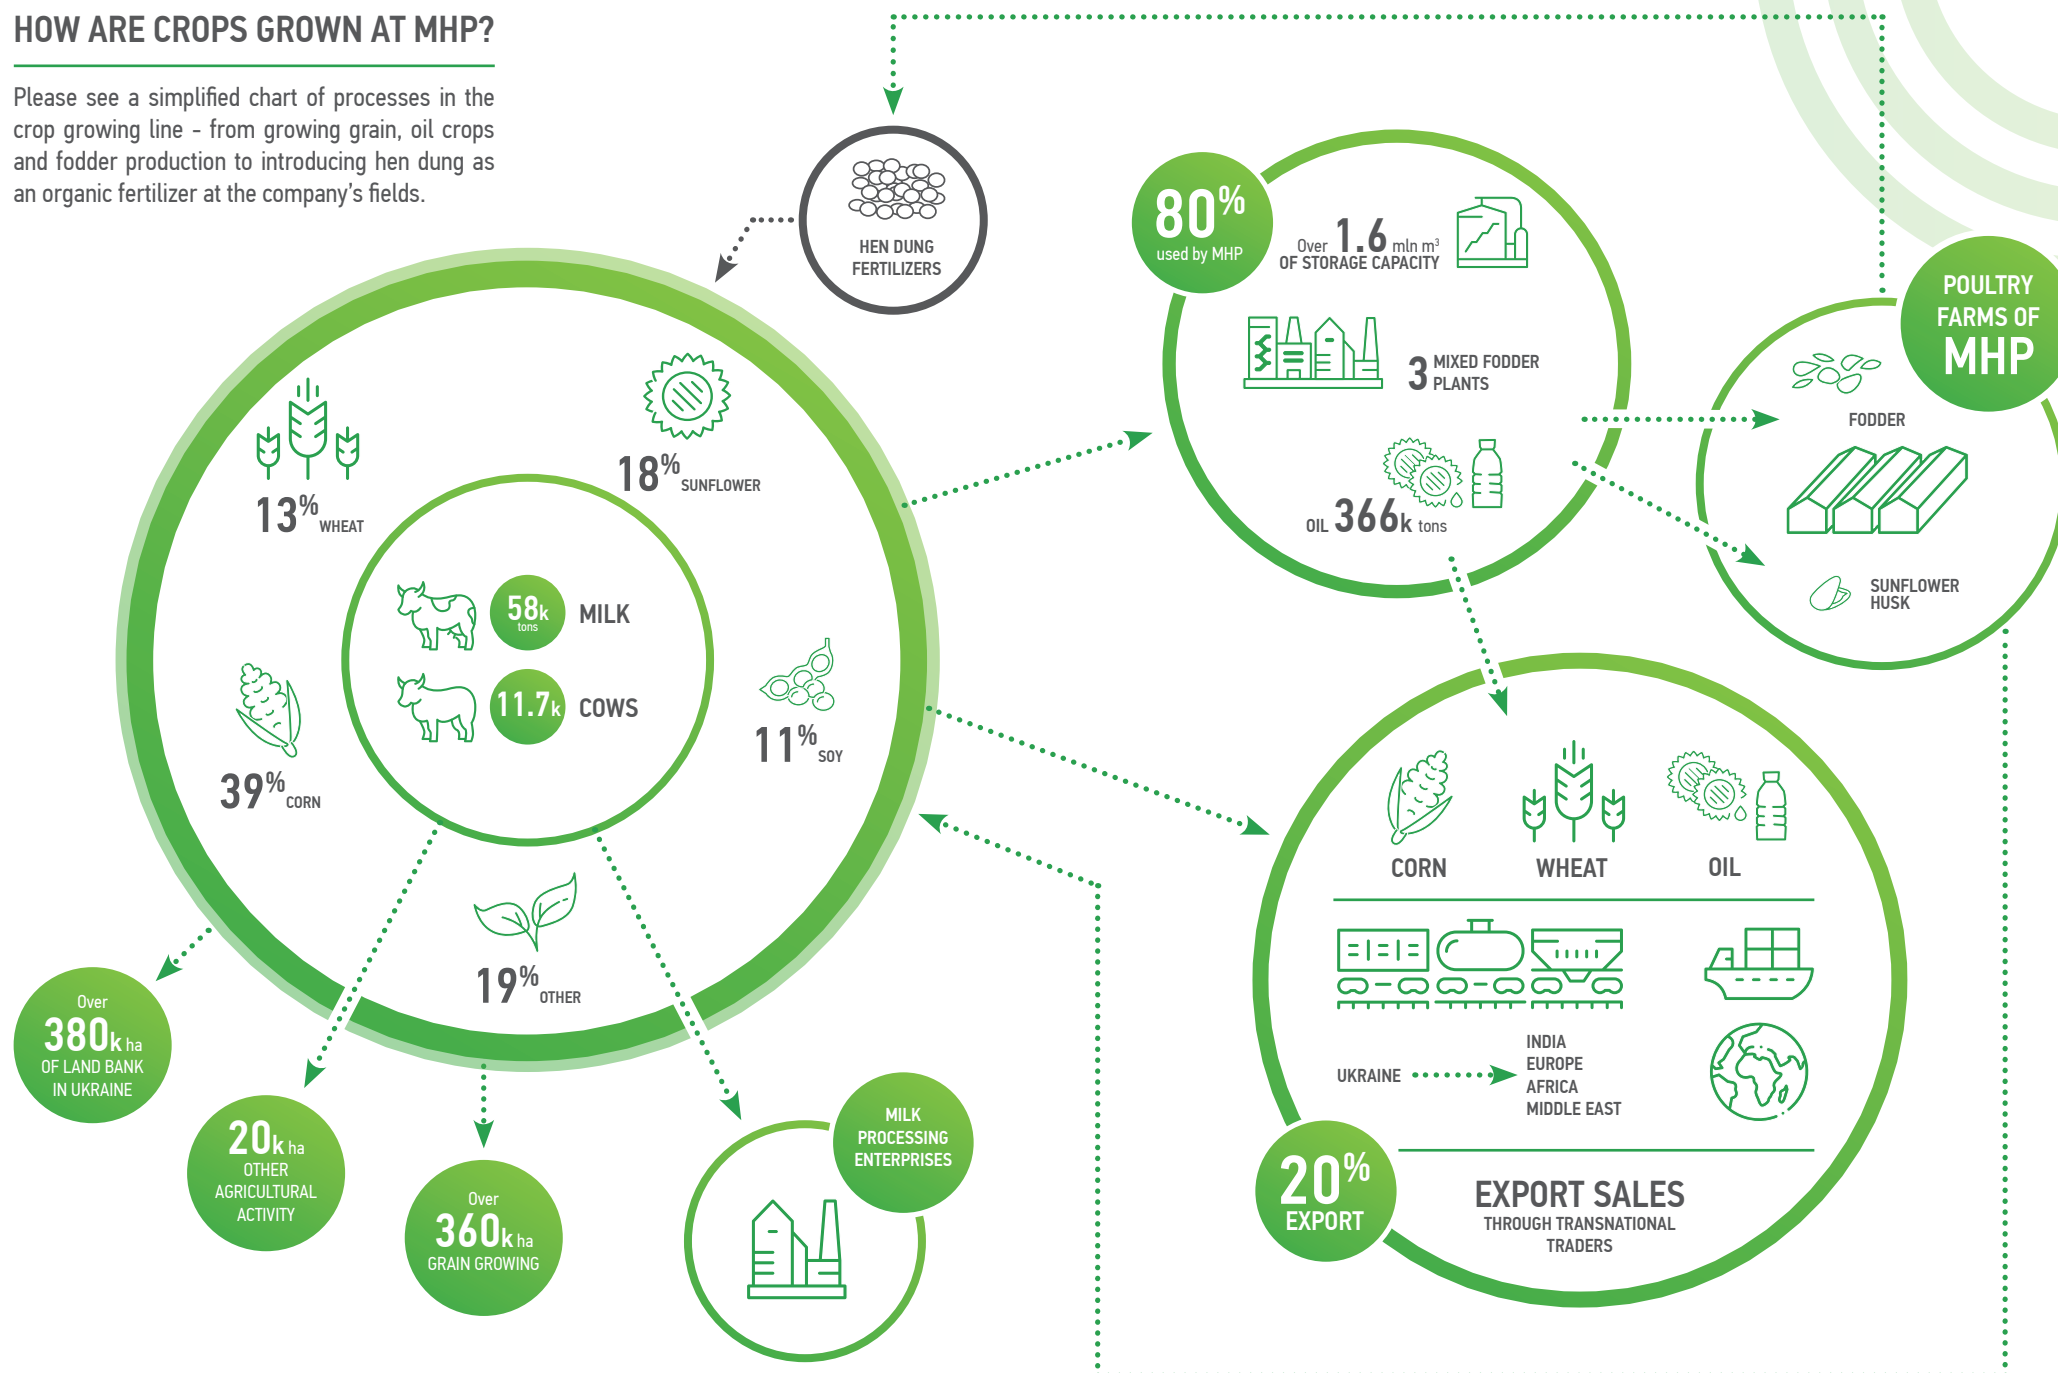 HOW ARE CROPS GROWN AT MHP?
Please see a simplified chart of processes in the
crop growing line - from growing grain, oil crops
and fodder production to introducing hen dung as
an organic fertilizer at the company's fields.
HEN DUNG
FERTILIZERS
13% WHEAT
18% SUNFLOWER
39% CORN
11% SOY
19% OTHER
58k
tons
MILK
11.7k
COWS
Over
380k ha
OF LAND BANK
IN UKRAINE
20k ha
OTHER
AGRICULTURAL
ACTIVITY
Over
360k ha
GRAIN GROWING
MILK
PROCESSING
ENTERPRISES
80%
used by MHP
Over 1.6 mln m³
OF STORAGE CAPACITY
3 MIXED FODDER
PLANTS
OIL 366k tons
POULTRY
FARMS OF
MHP
FODDER
SUNFLOWER
HUSK
CORN
WHEAT
OIL
UKRAINE
INDIA
EUROPE
AFRICA
MIDDLE EAST
20%
EXPORT
EXPORT SALES
THROUGH TRANSNATIONAL
TRADERS